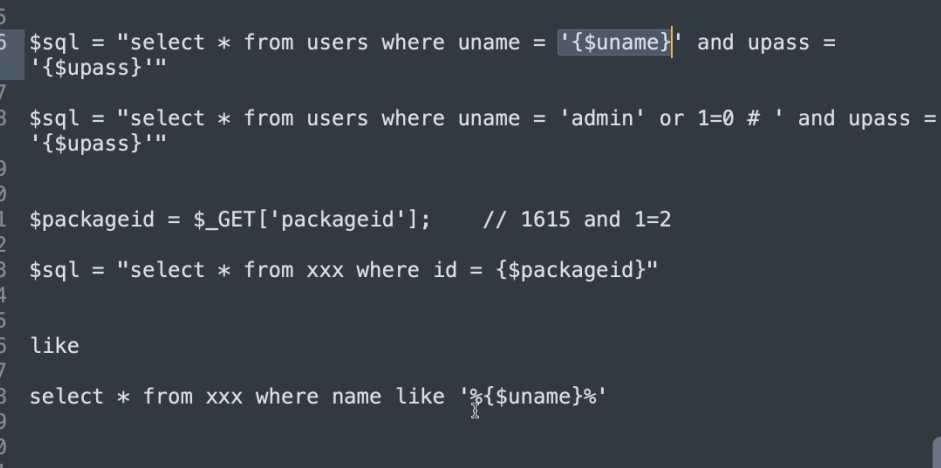 5
6 $sql = "select * from users where uname = '{$uname}' and upass =
'{$upass}'"
7
8 $sql = "select * from users where uname = 'admin' or 1=0 # ' and upass =
'{$upass}'"
9
0
1 $packageid = $_GET['packageid'];    // 1615 and 1=2
2
3 $sql = "select * from xxx where id = {$packageid}"
4
5
6 like
7
8 select * from xxx where name like '%{$uname}%'
9
0